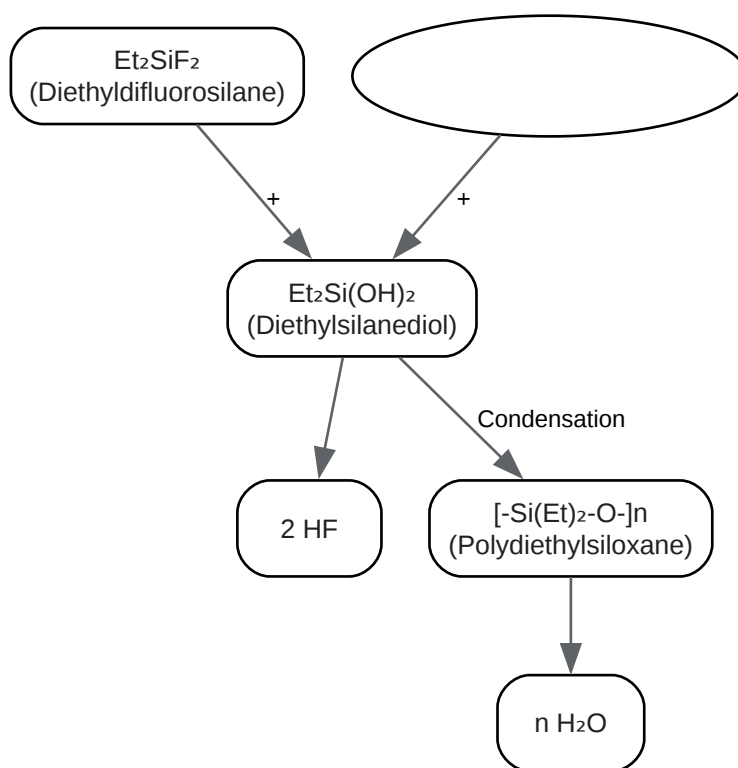 Et₂SiF₂
(Diethyldifluorosilane)
+
+
Et₂Si(OH)₂
(Diethylsilanediol)
Condensation
2 HF
[-Si(Et)₂-O-]n
(Polydiethylsiloxane)
n H₂O